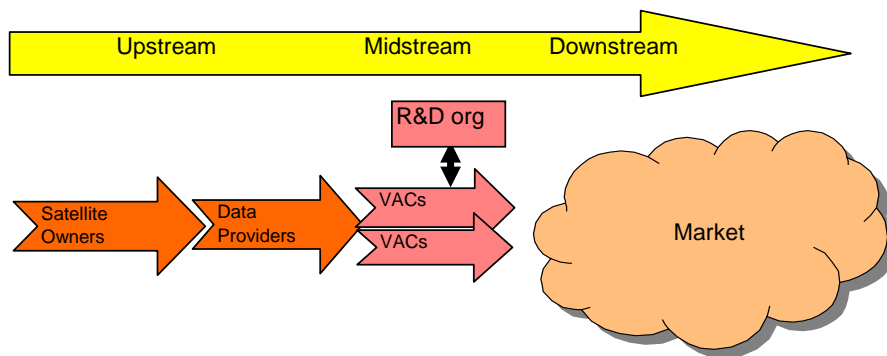 Upstream Midstream Downstream
R&D org
Satellite
Owners
Data
Providers
VACs
VACs
Market